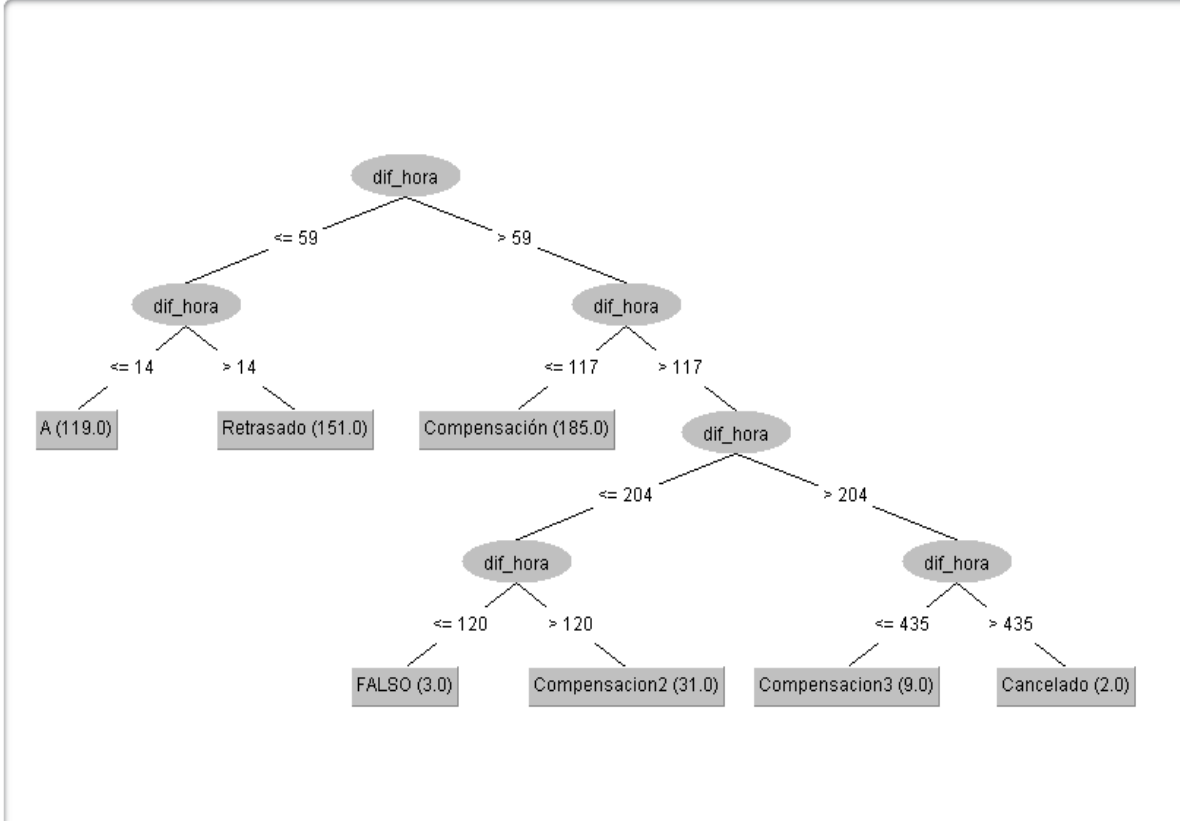 dif_hora
<= 59 > 59
dif_hora dif_hora
<= 14 > 14 <= 117 > 117
A (119.0) Retrasado (151.0) Compensación (185.0) dif_hora
<= 204 > 204
dif_hora dif_hora
<= 120 > 120 <= 435 > 435
FALSO (3.0) Compensacion2 (31.0) Compensacion3 (9.0) Cancelado (2.0)